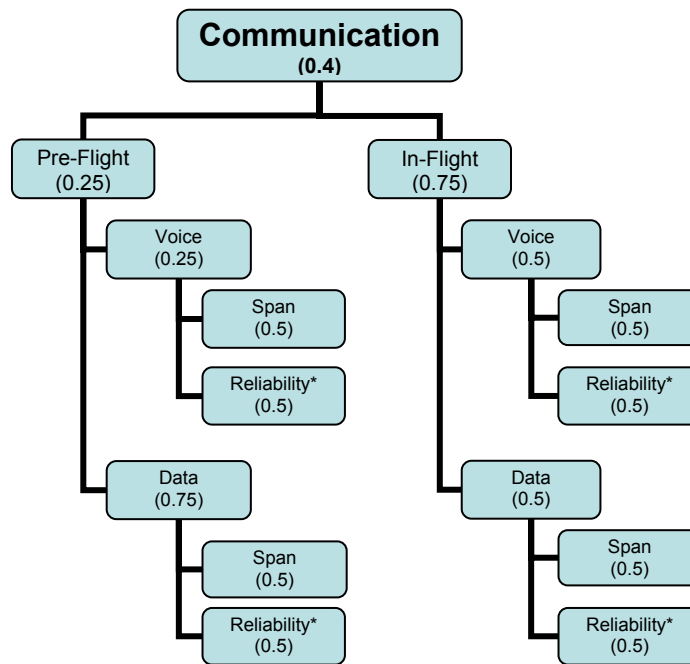 Communication
(0.4)
Pre-Flight
(0.25)
In-Flight
(0.75)
Voice
(0.25)
Span
(0.5)
Reliability*
(0.5)
Data
(0.75)
Span
(0.5)
Reliability*
(0.5)
Voice
(0.5)
Span
(0.5)
Reliability*
(0.5)
Data
(0.5)
Span
(0.5)
Reliability*
(0.5)